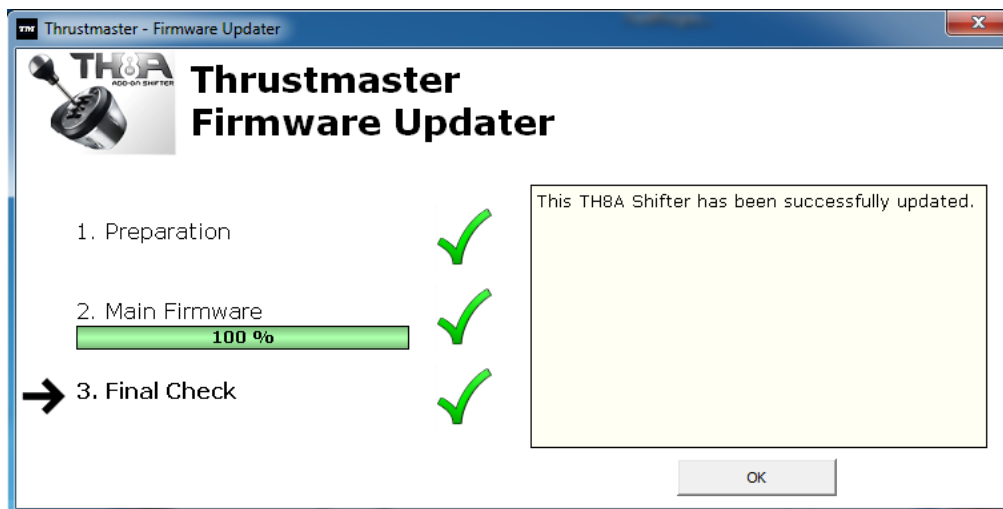 TM Thrustmaster - Firmware Updater
TH8A
ADD-ON SHIFTER
Thrustmaster
Firmware Updater
1. Preparation
2. Main Firmware
100 %
3. Final Check
This TH8A Shifter has been successfully updated.
OK